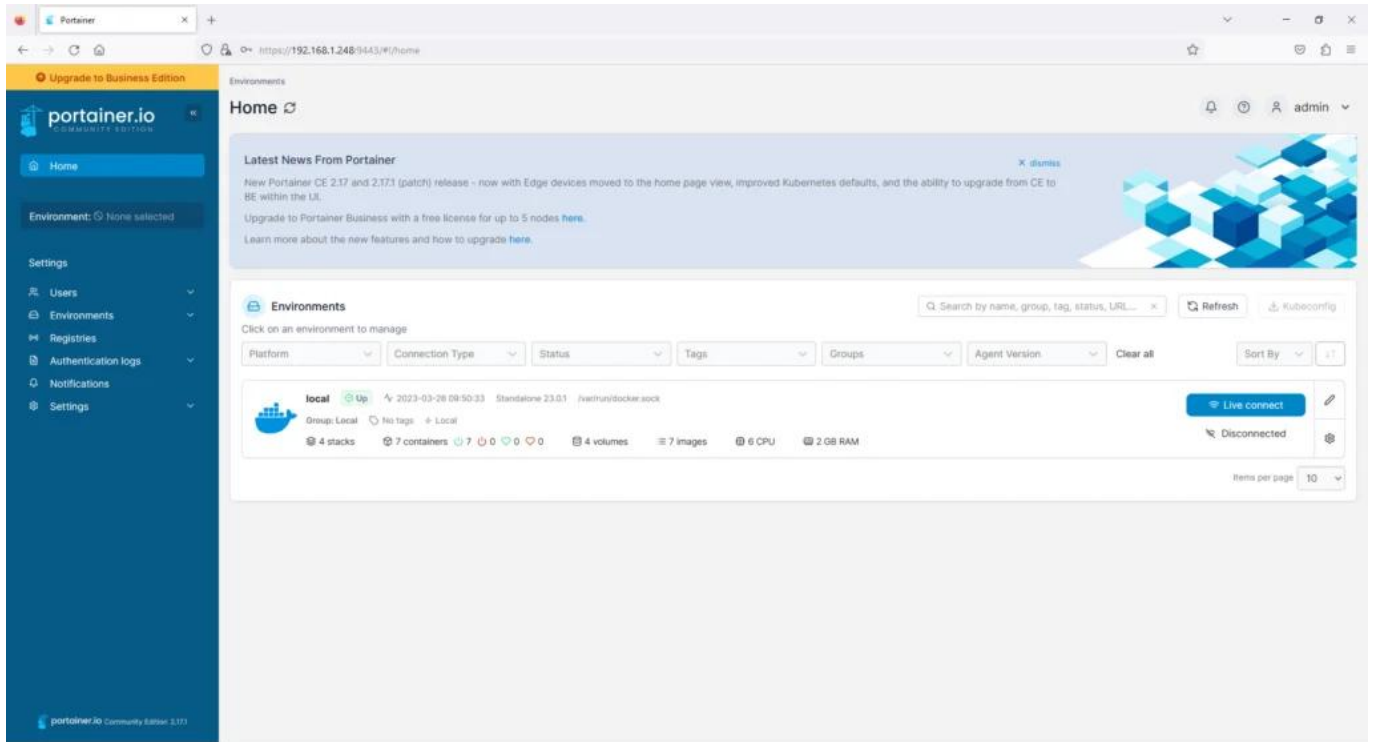 Portainer
https://192.168.1.248:9443/#!/home
Upgrade to Business Edition
portainer.io
COMMUNITY EDITION
Home
Environment: None selected
Settings
Users
Environments
Registries
Authentication logs
Notifications
Settings
portainer.io Community Edition 2.17.1
Environments
Home
admin
Latest News From Portainer
dismiss
New Portainer CE 2.17 and 2.17.1 (patch) release - now with Edge devices moved to the home page view, improved Kubernetes defaults, and the ability to upgrade from CE to
BE within the UI.
Upgrade to Portainer Business with a free license for up to 5 nodes here.
Learn more about the new features and how to upgrade here.
Environments
Search by name, group, tag, status, URL...
Refresh
Kubeconfig
Click on an environment to manage
Platform Connection Type Status Tags Groups Agent Version Clear all Sort By
local Up 2023-03-28 09:50:33 Standalone 23.0.1 /var/run/docker.sock
Group: Local No tags Local
4 stacks 7 containers 7 0 0 0 4 volumes 7 images 6 CPU 2 GB RAM
Live connect
Disconnected
Items per page 10